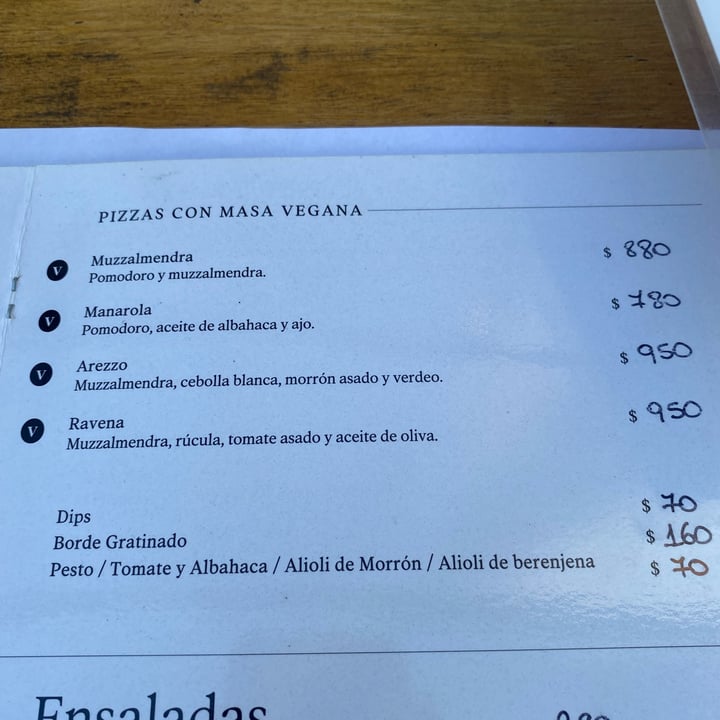 PIZZAS CON MASA VEGANA
V Muzzalmendra $ 880
Pomodoro y muzzalmendra.
V Manarola $ 780
Pomodoro, aceite de albahaca y ajo.
V Arezzo $ 950
Muzzalmendra, cebolla blanca, morrón asado y verdeo.
V Ravena $ 950
Muzzalmendra, rúcula, tomate asado y aceite de oliva.
Dips $ 70
Borde Gratinado $ 160
Pesto / Tomate y Albahaca / Alioli de Morrón / Alioli de berenjena $ 70
Ensaladas